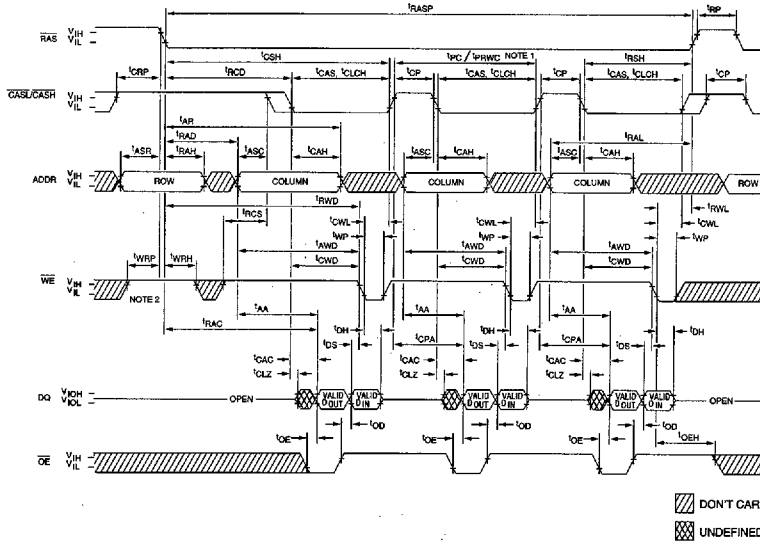 tRASP
tRP
RAS VIH
VIL
tCSH
tPC / tPRWC NOTE 1
tRSH
tCRP
tRCD
tCAS, tCLCH
tCP
tCAS, tCLCH
tCP
tCAS, tCLCH
tCP
CASL/CASH VIH
VIL
tAR
tRAD
tRAL
tASR
tRAH
tASC
tCAH
tASC
tCAH
tASC
tCAH
ADDR VIH
VIL
ROW
COLUMN
COLUMN
COLUMN
ROW
tRWD
tRCS
tCWL
tCWL
tRWL
tCWL
tWP
tWP
tWP
tAWD
tAWD
tAWD
tWRP
tWRH
tCWD
tCWD
tCWD
WE VIH
VIL
NOTE 2
tAA
tAA
tAA
tRAC
tDH
tCPA
tDH
tCPA
tDH
tDS
tDS
tDS
tCAC
tCAC
tCAC
tCLZ
tCLZ
tCLZ
DQ VIOH
VIOL
OPEN
VALID DOUT
VALID DIN
VALID DOUT
VALID DIN
VALID DOUT
VALID DIN
OPEN
tOE
tOD
tOE
tOD
tOE
tOD
tOEH
OE VIH
VIL
DON'T CAR
UNDEFINED